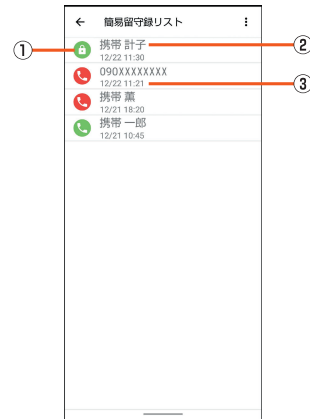 ← 簡易留守録リスト
① 携帯 計子 ②
12/22 11:30
090XXXXXXXX
12/22 11:21 ③
携帯 薫
12/21 18:20
携帯 一郎
12/21 10:45